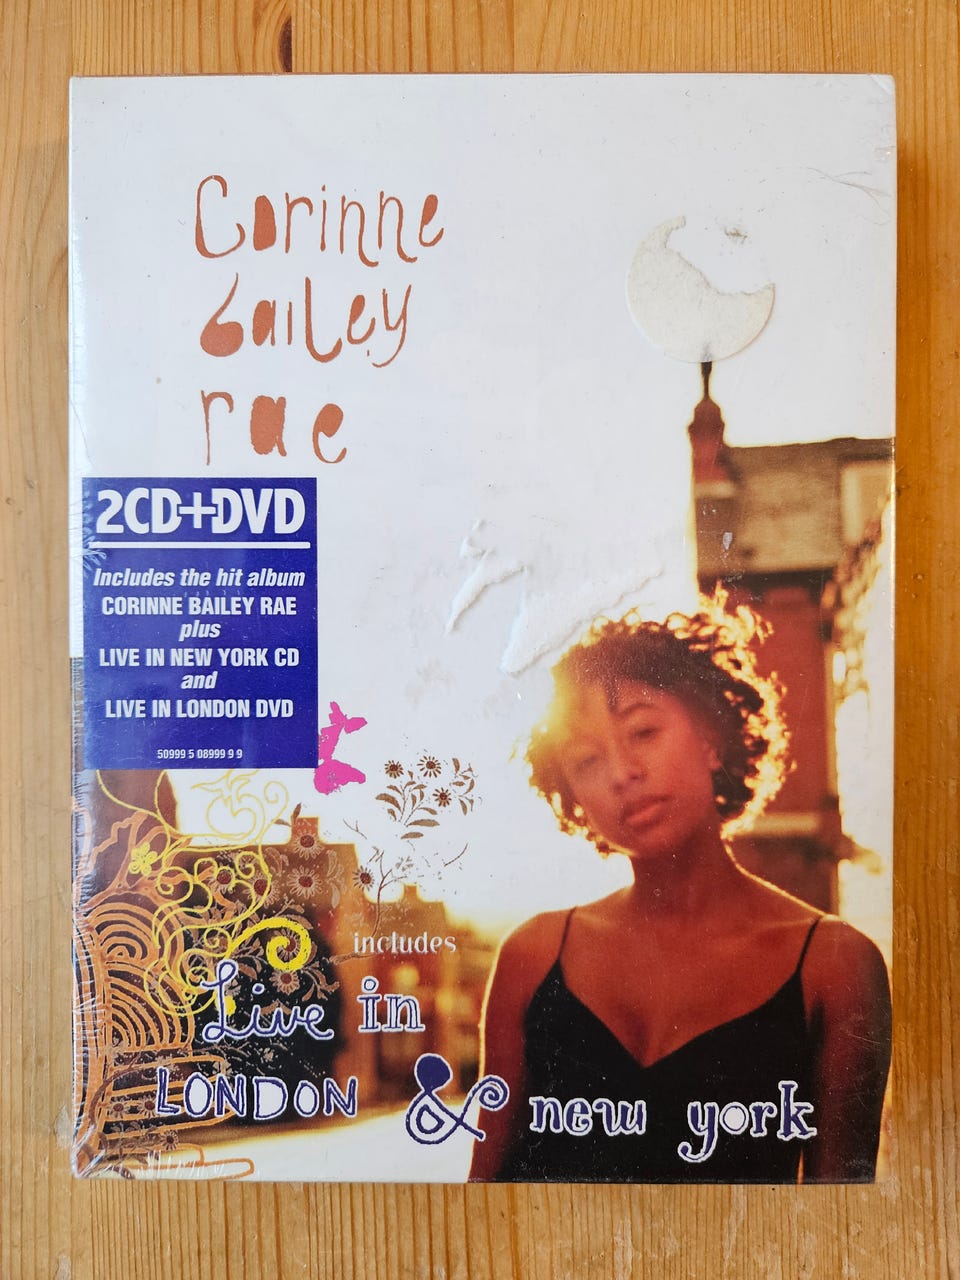 Corinne
bailey
rae
2CD+DVD
Includes the hit album
CORINNE BAILEY RAE
plus
LIVE IN NEW YORK CD
and
LIVE IN LONDON DVD
50999 5 08999 9 9
includes
Live in
LONDON & new york